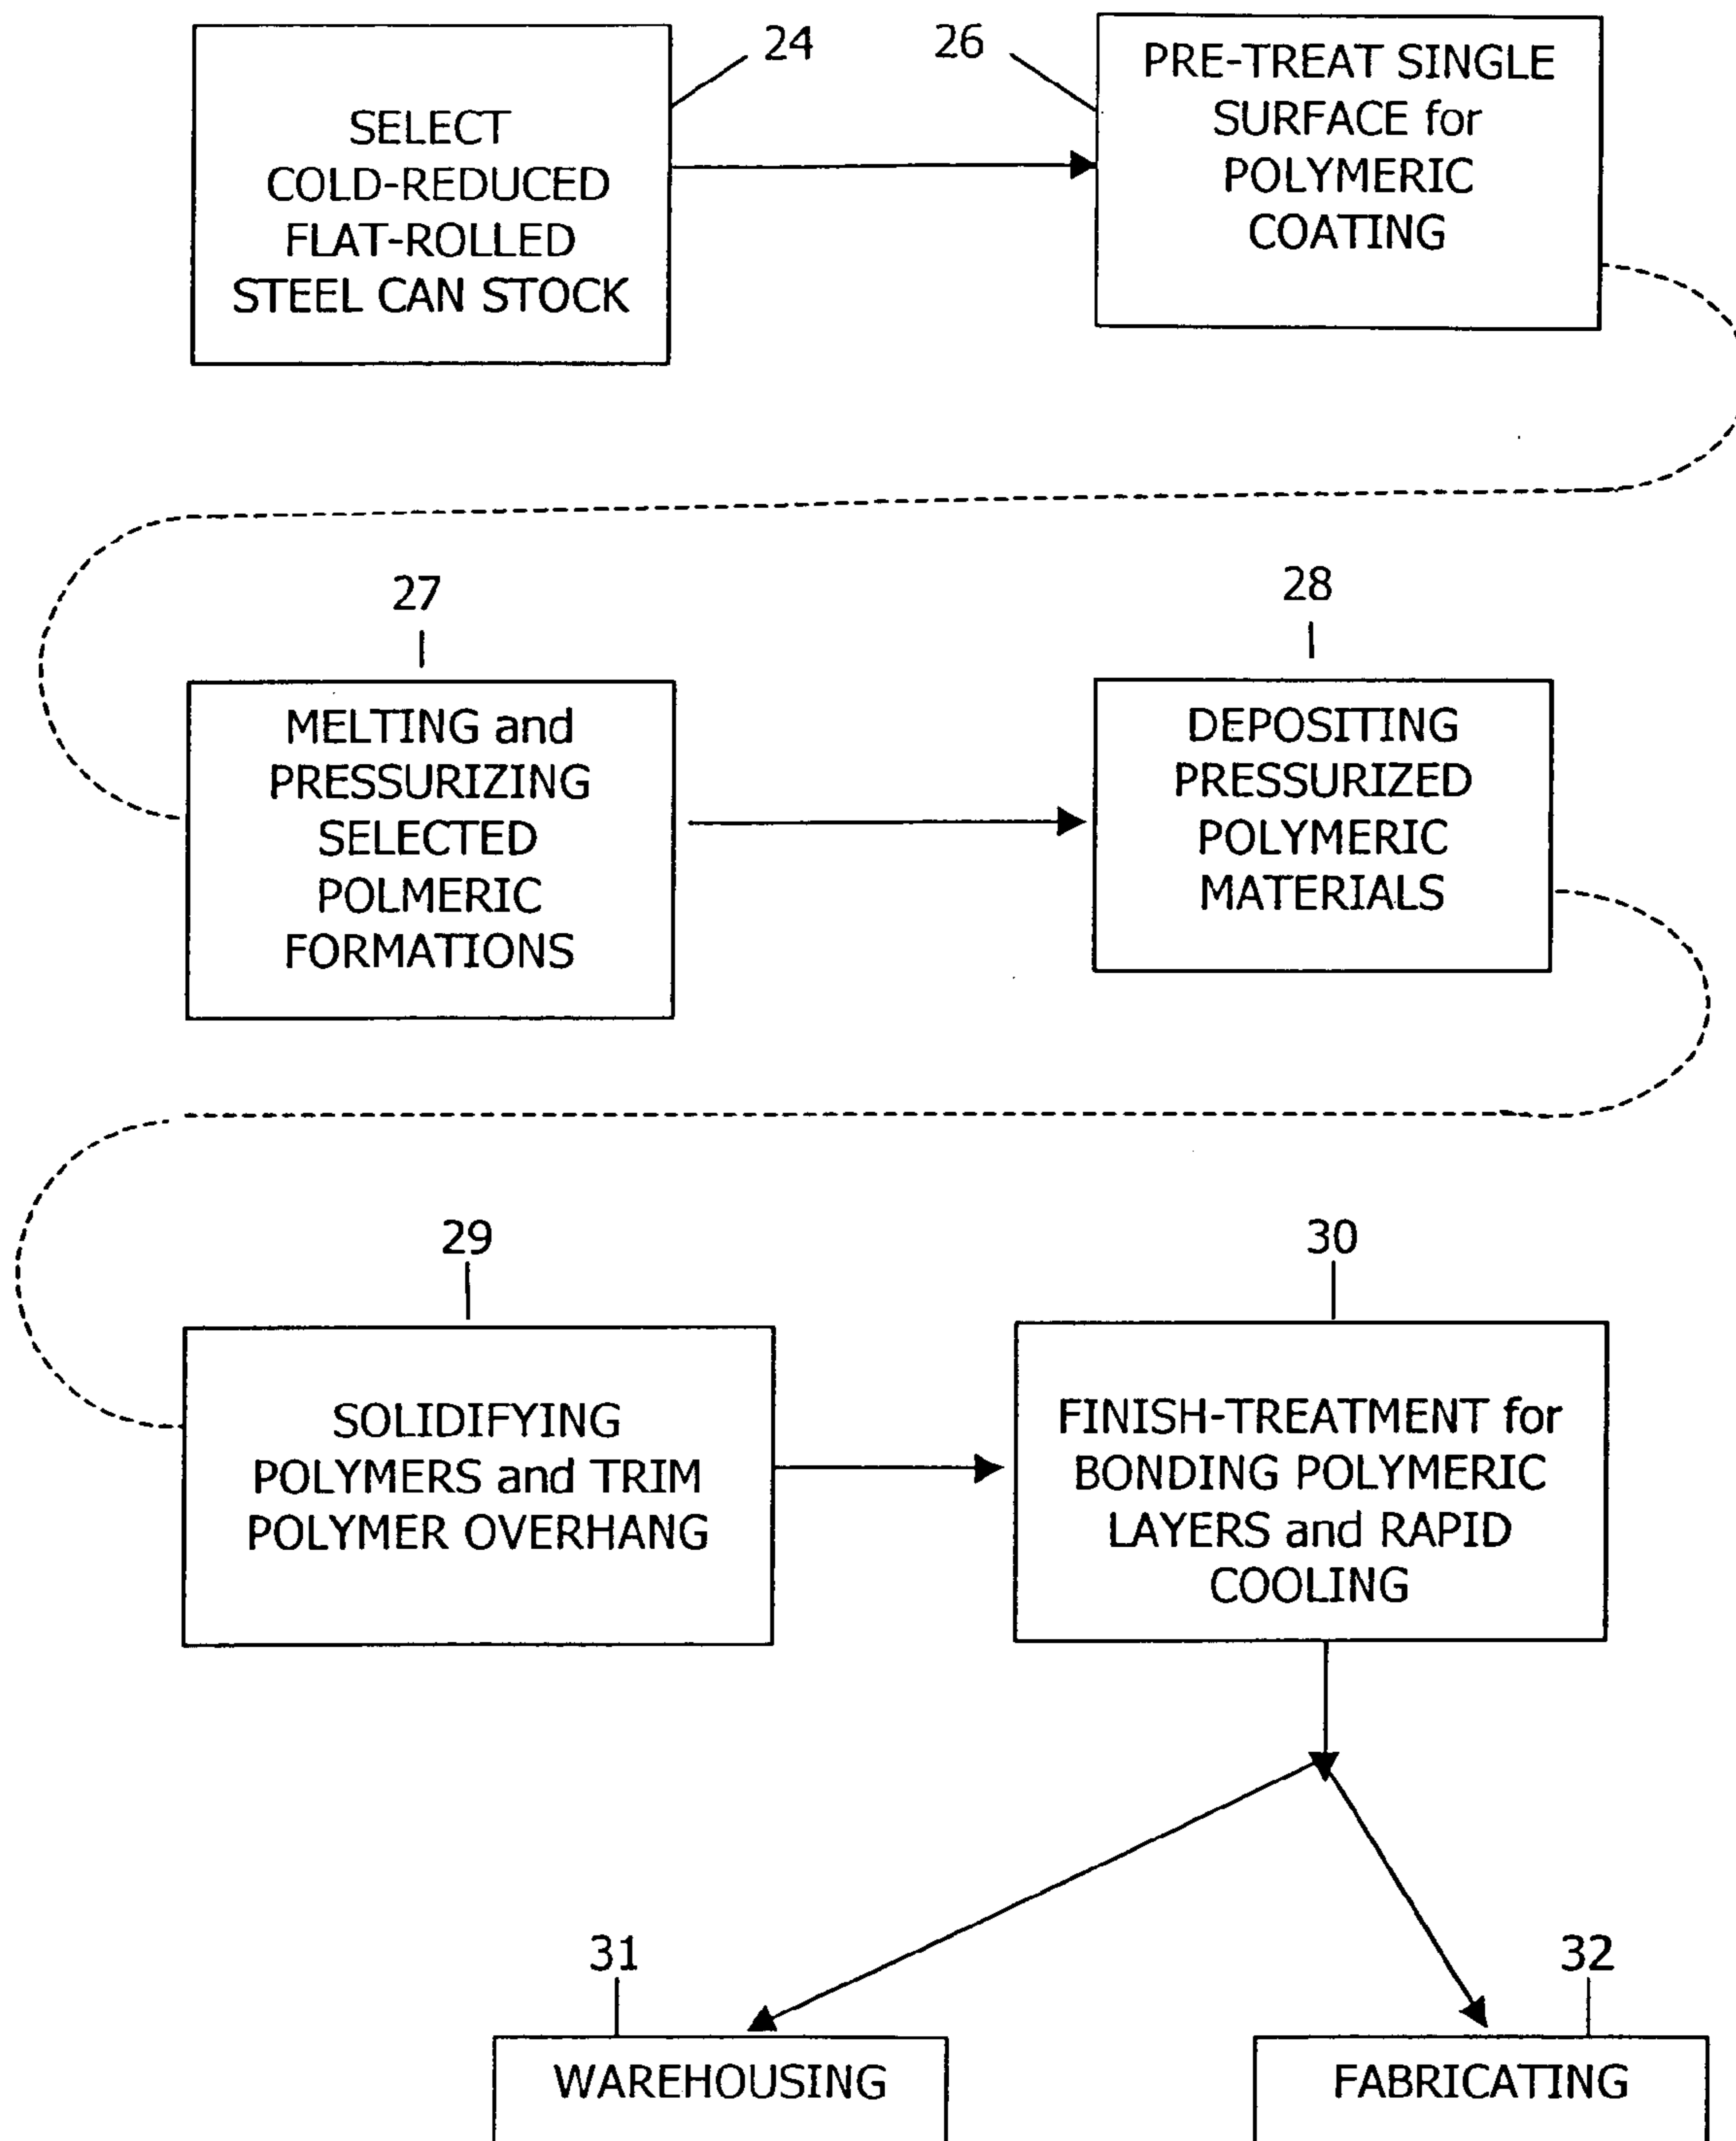 24
SELECT
COLD-REDUCED
FLAT-ROLLED
STEEL CAN STOCK
26
PRE-TREAT SINGLE
SURFACE for
POLYMERIC
COATING
27
MELTING and
PRESSURIZING
SELECTED
POLMERIC
FORMATIONS
28
DEPOSITING
PRESSURIZED
POLYMERIC
MATERIALS
29
SOLIDIFYING
POLYMERS and TRIM
POLYMER OVERHANG
30
FINISH-TREATMENT for
BONDING POLYMERIC
LAYERS and RAPID
COOLING
31
WAREHOUSING
32
FABRICATING